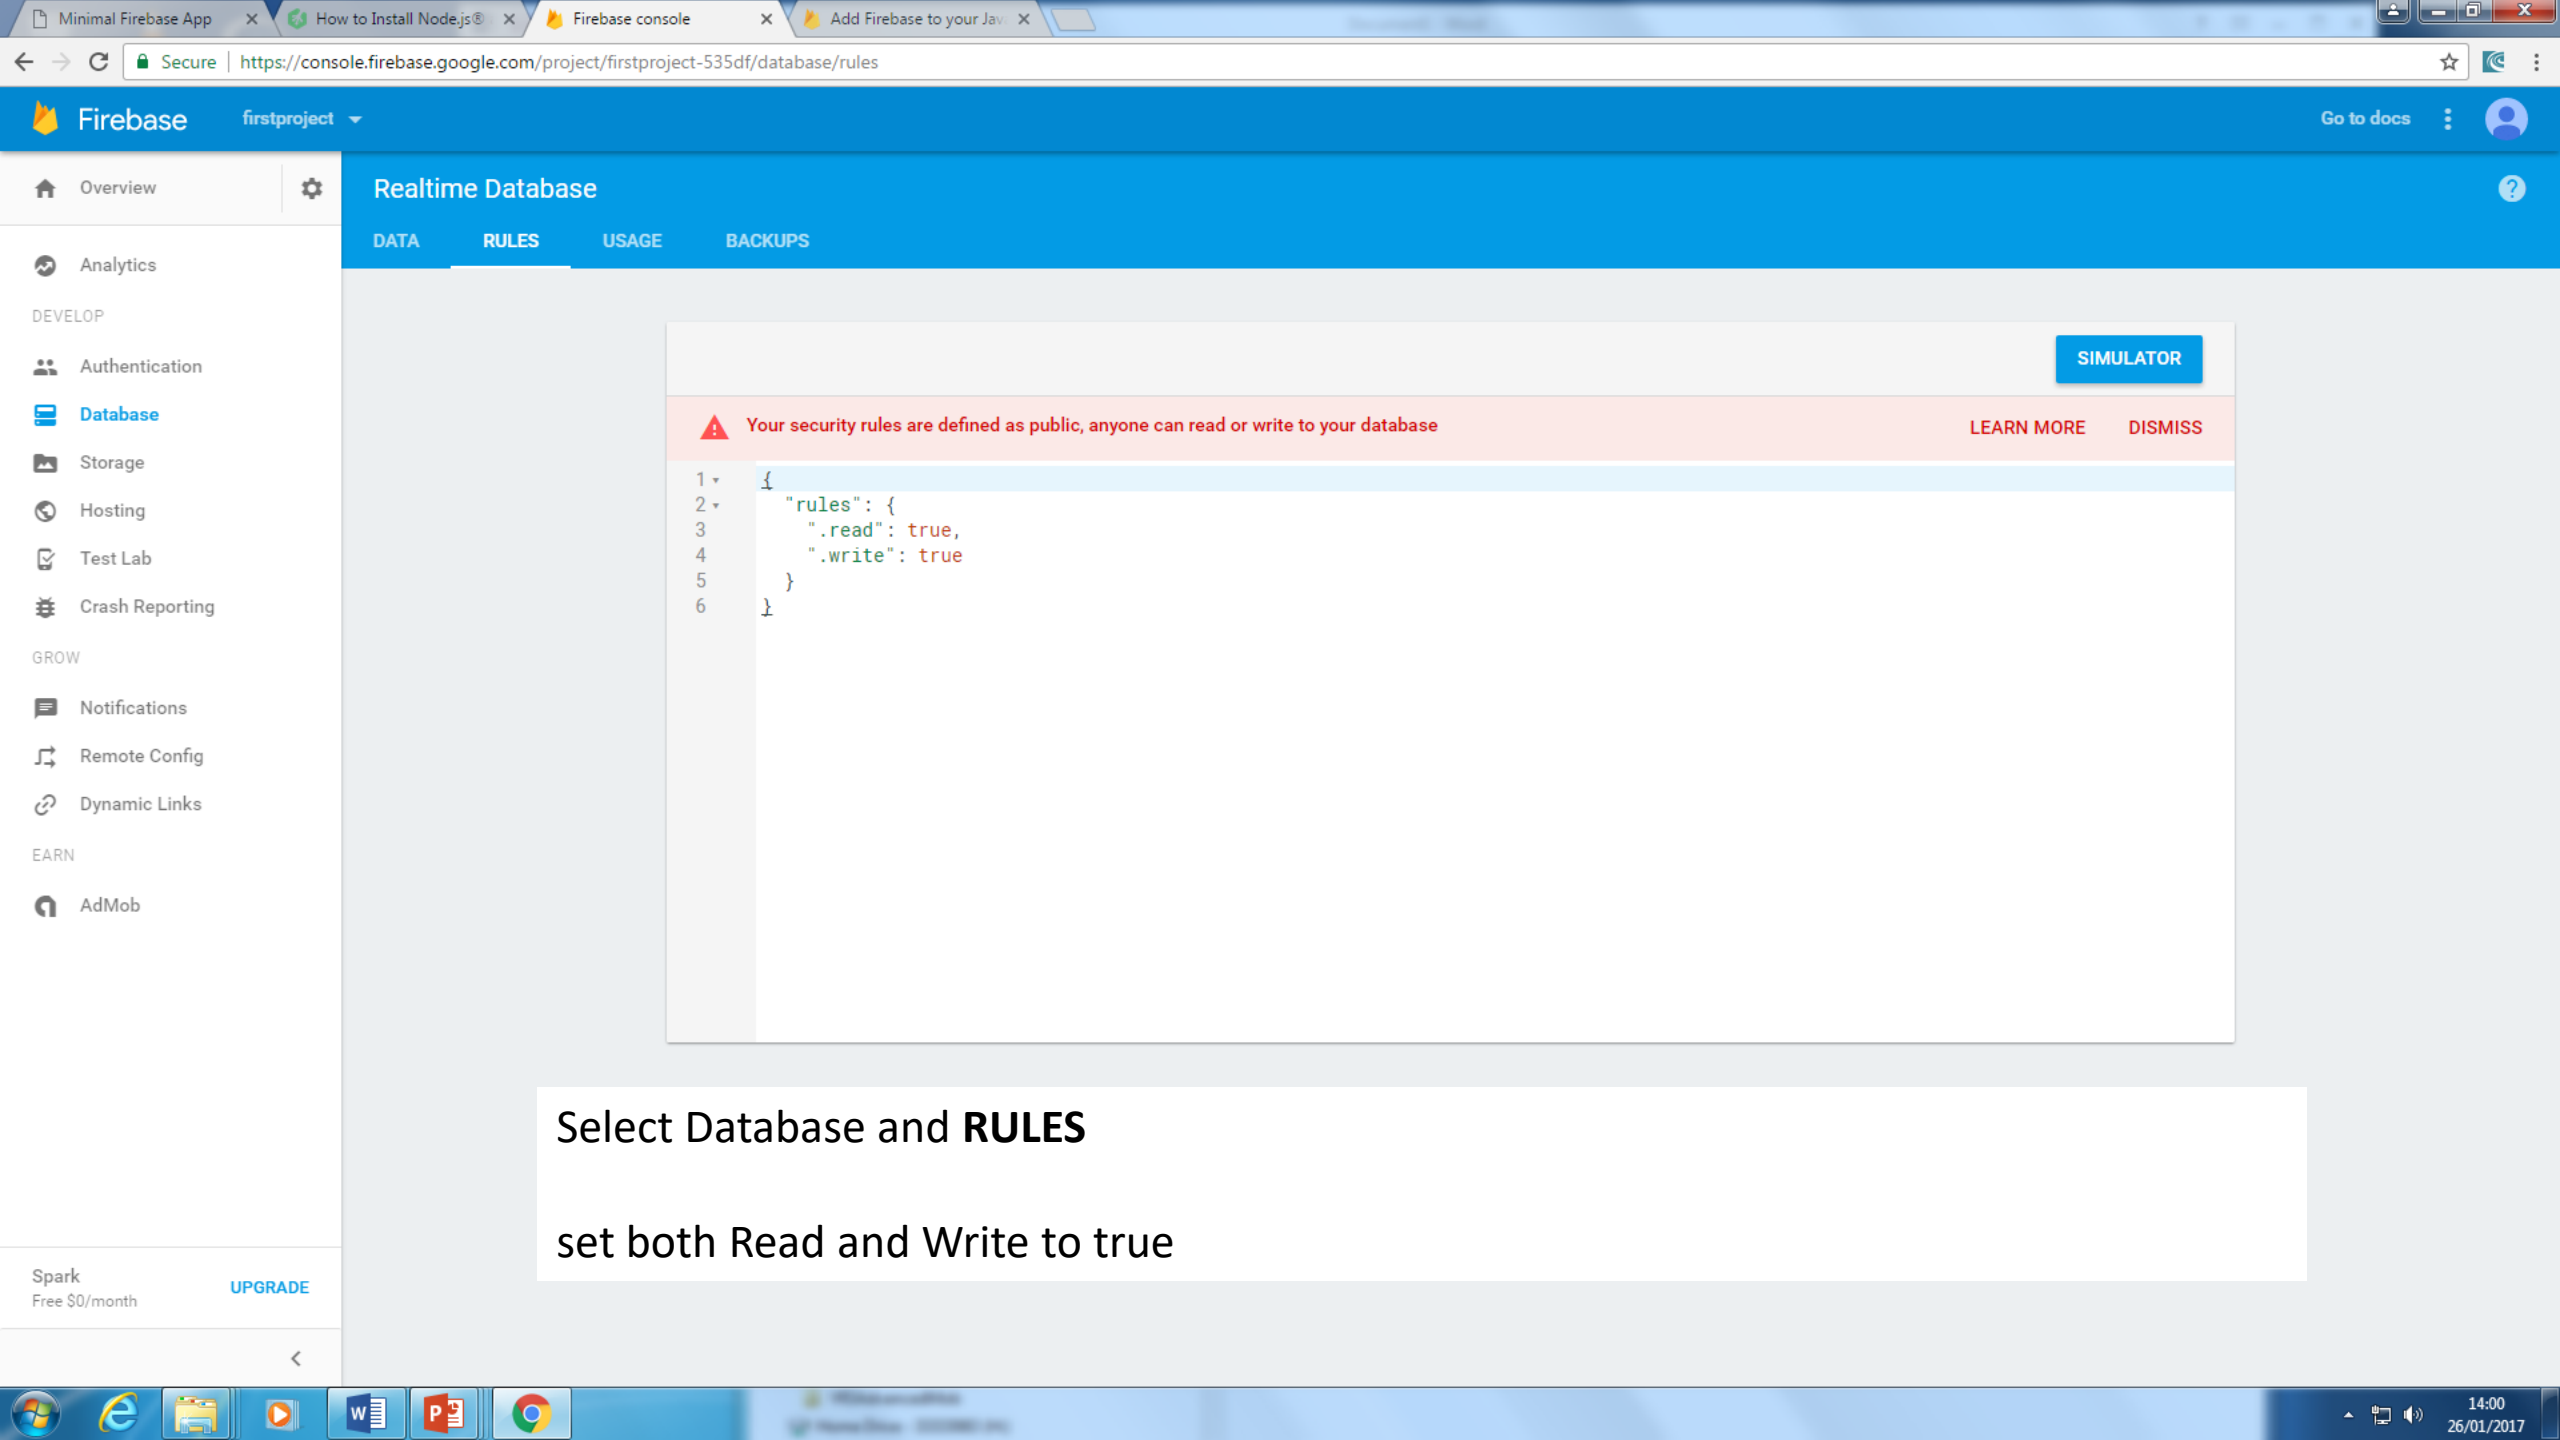 Minimal Firebase App
How to Install Node.js®
Firebase console
Add Firebase to your Jav
Secure | https://console.firebase.google.com/project/firstproject-535df/database/rules
Firebase firstproject Go to docs
Overview
Realtime Database
DATA RULES USAGE BACKUPS
Analytics
DEVELOP
Authentication
Database
Storage
Hosting
Test Lab
Crash Reporting
GROW
Notifications
Remote Config
Dynamic Links
EARN
AdMob
Spark
Free $0/month
UPGRADE
SIMULATOR
Your security rules are defined as public, anyone can read or write to your database LEARN MORE DISMISS
1 {
2 "rules": {
3 ".read": true,
4 ".write": true
5 }
6 }
Select Database and RULES
set both Read and Write to true
14:00
26/01/2017